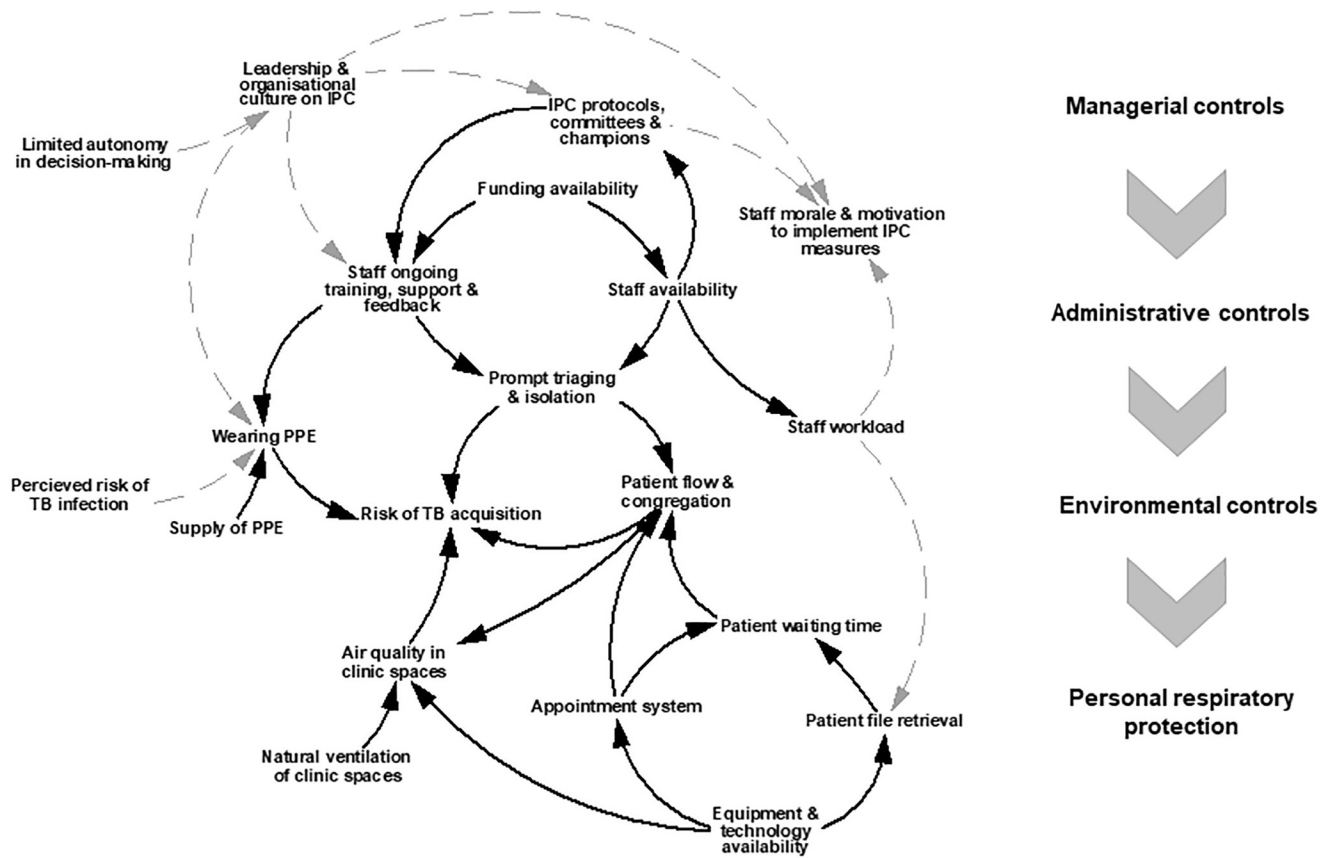 Leadership &
organisational
culture on IPC
Limited autonomy
in decision-making
IPC protocols,
committees &
champions
Funding availability
Staff morale & motivation
to implement IPC
measures
Staff ongoing
training, support &
feedback
Staff availability
Prompt triaging
& isolation
Staff workload
Wearing PPE
Percieved risk of
TB infection
Supply of PPE
Risk of TB acquisition
Patient flow &
congregation
Patient waiting time
Air quality in
clinic spaces
Appointment system
Patient file retrieval
Natural ventilation
of clinic spaces
Equipment &
technology
availability
Managerial controls
Administrative controls
Environmental controls
Personal respiratory
protection